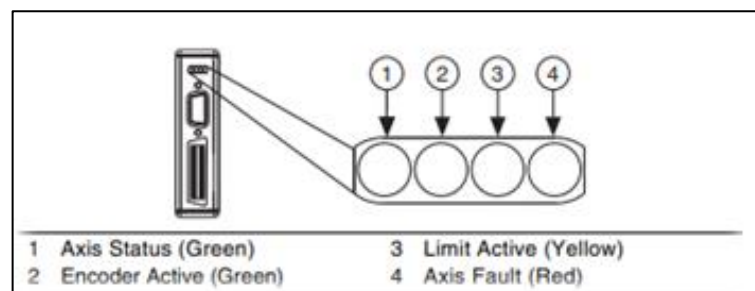 1 2 3 4
1 Axis Status (Green) 3 Limit Active (Yellow)
2 Encoder Active (Green) 4 Axis Fault (Red)